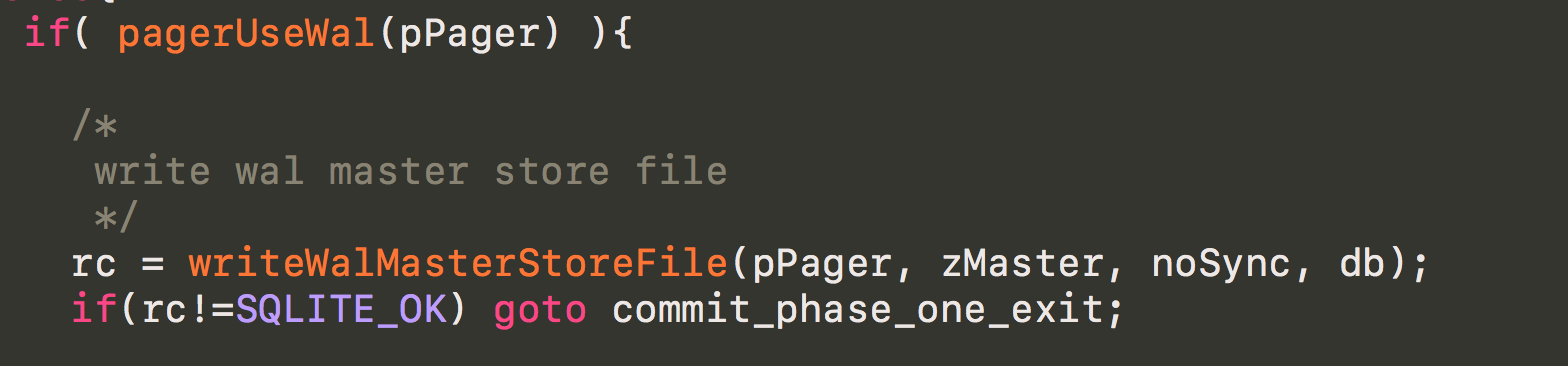 if( pagerUseWal(pPager) ){
/*
write wal master store file
*/
rc = writeWalMasterStoreFile(pPager, zMaster, noSync, db);
if(rc!=SQLITE_OK) goto commit_phase_one_exit;